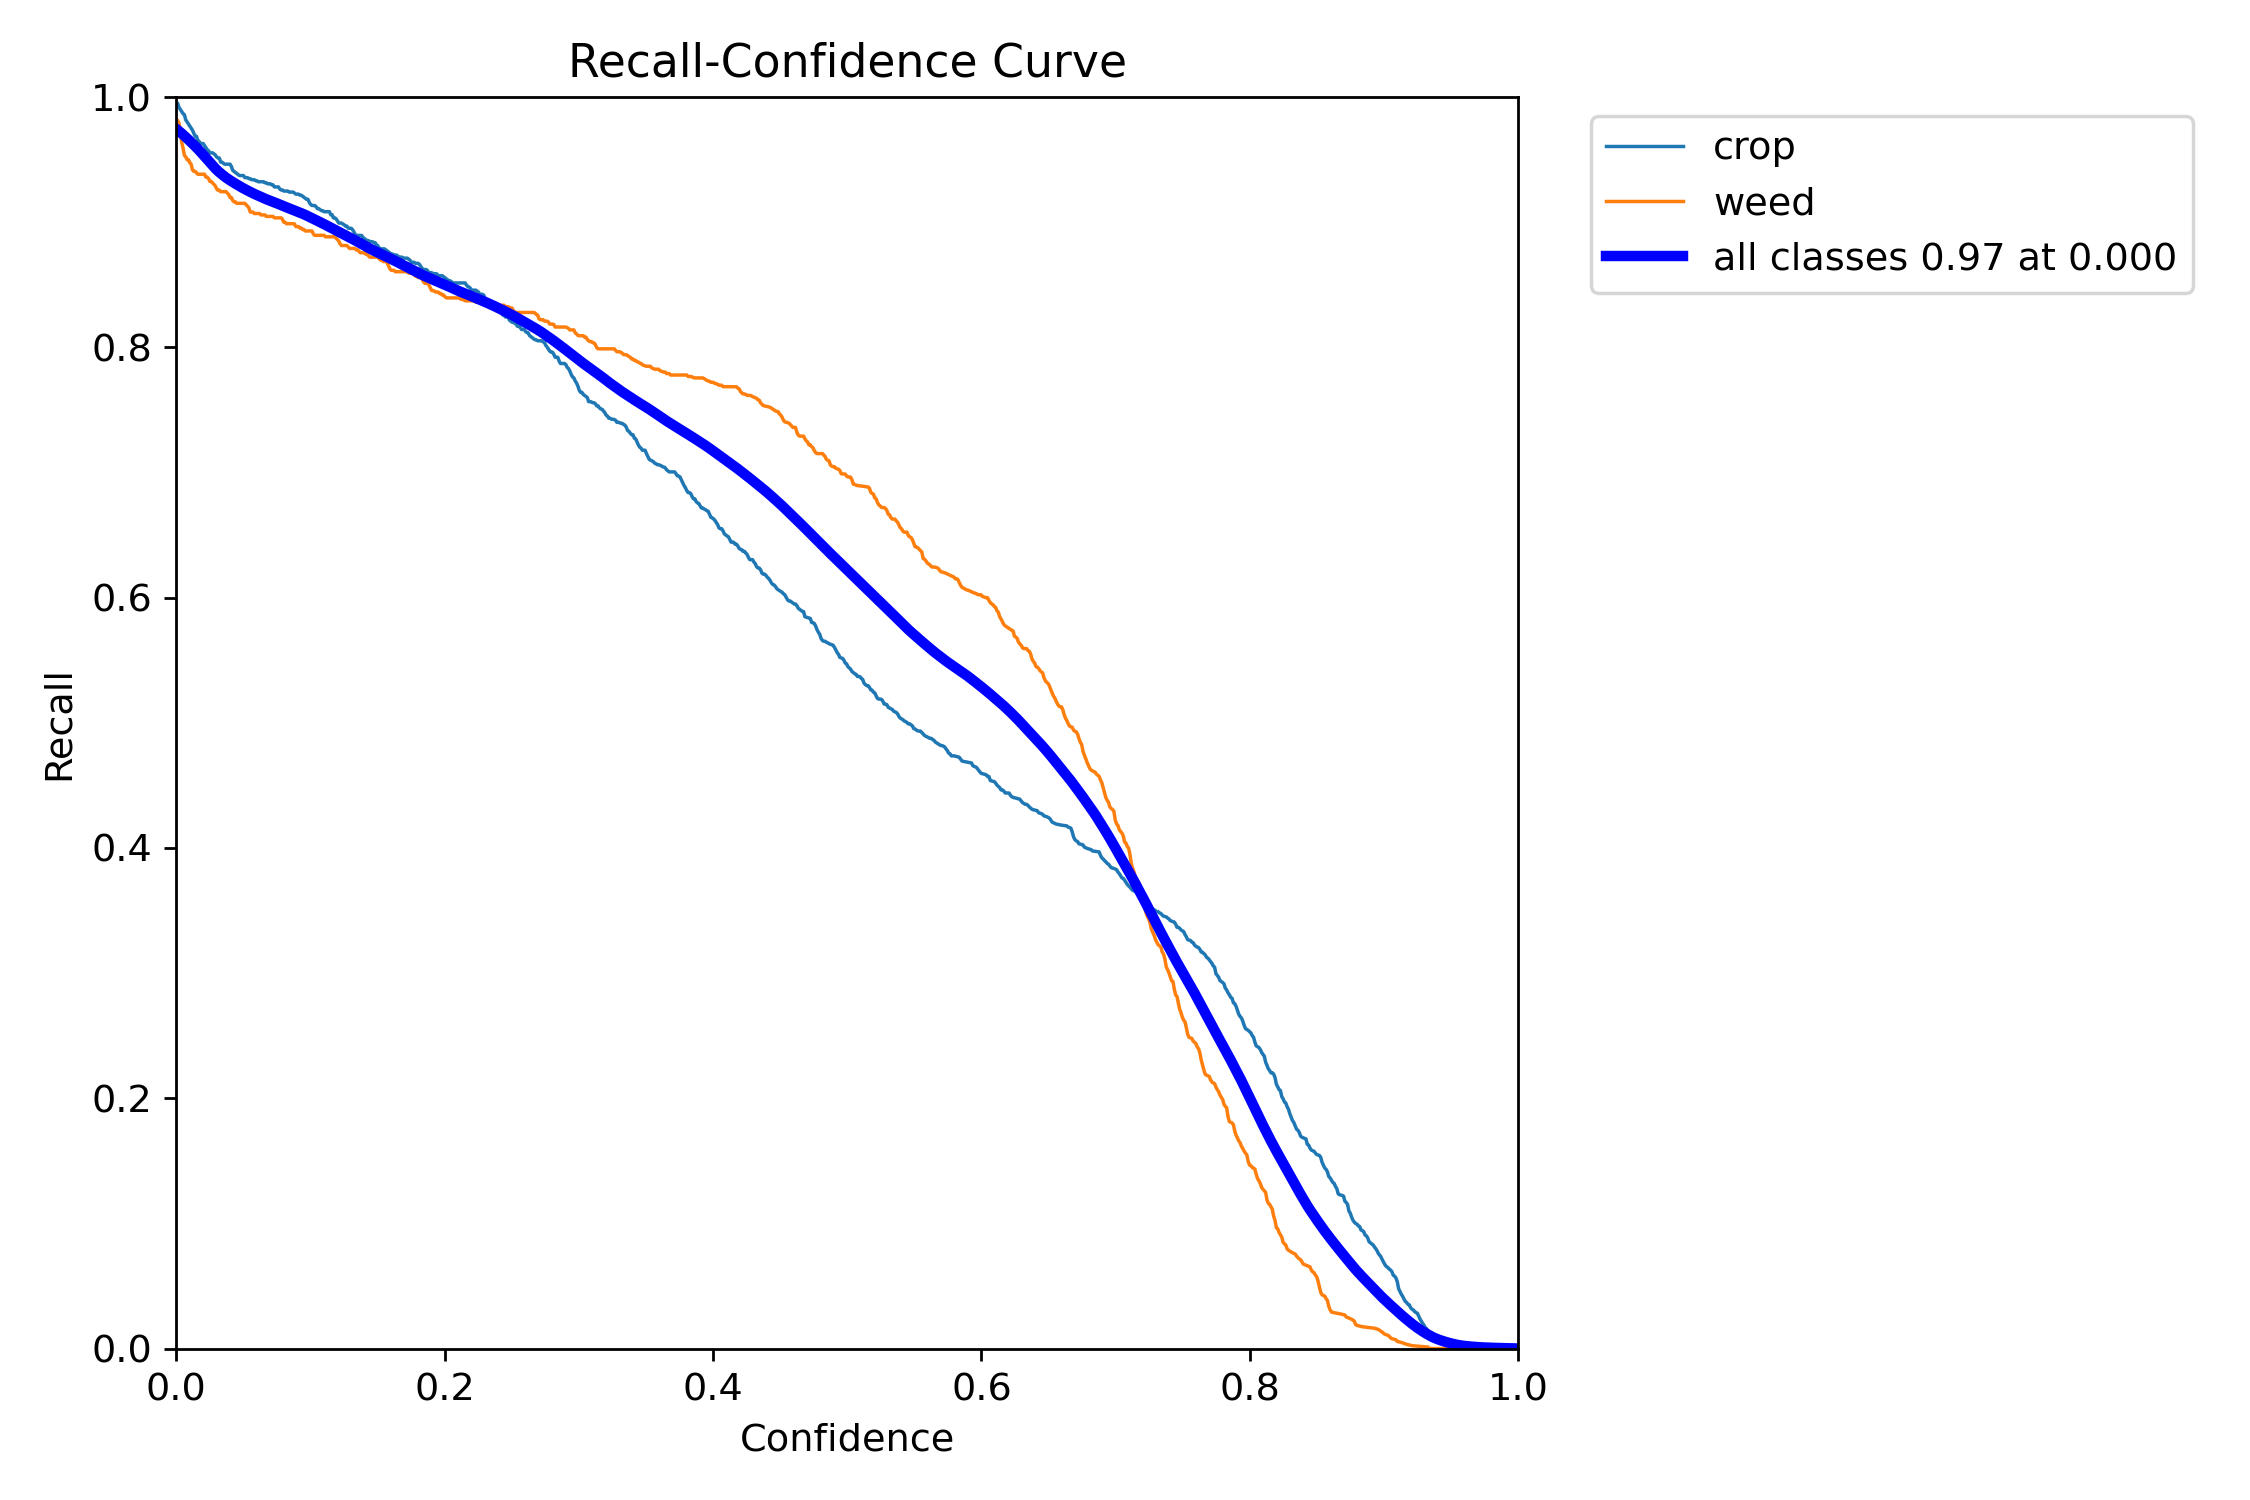 Recall-Confidence Curve
1.0
0.8
0.6
0.4
0.2
0.0
Recall
0.0 0.2 0.4 0.6 0.8 1.0
Confidence
crop
weed
all classes 0.97 at 0.000